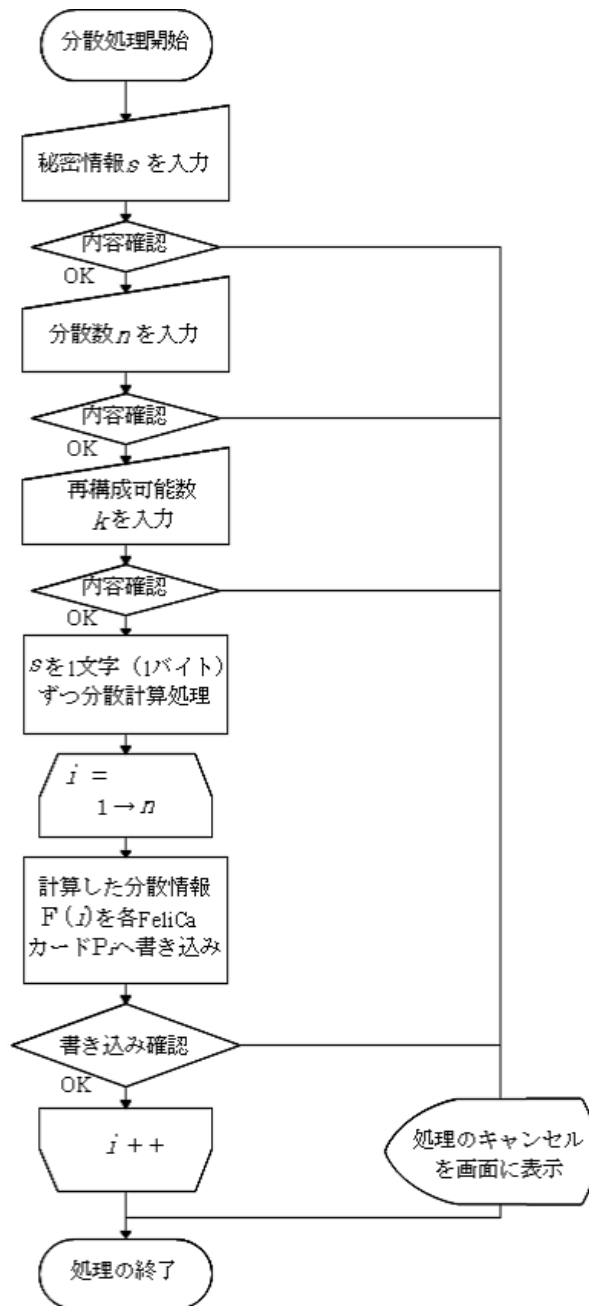 分散処理開始
秘密情報s を入力
内容確認
OK
分散数n を入力
内容確認
OK
再構成可能数
kを入力
内容確認
OK
sを1文字（1バイト）
ずつ分散計算処理
i =
1→n
計算した分散情報
F(i)を各FeliCa
カードPiへ書き込み
書き込み確認
OK
i++
処理のキャンセル
を画面に表示
処理の終了